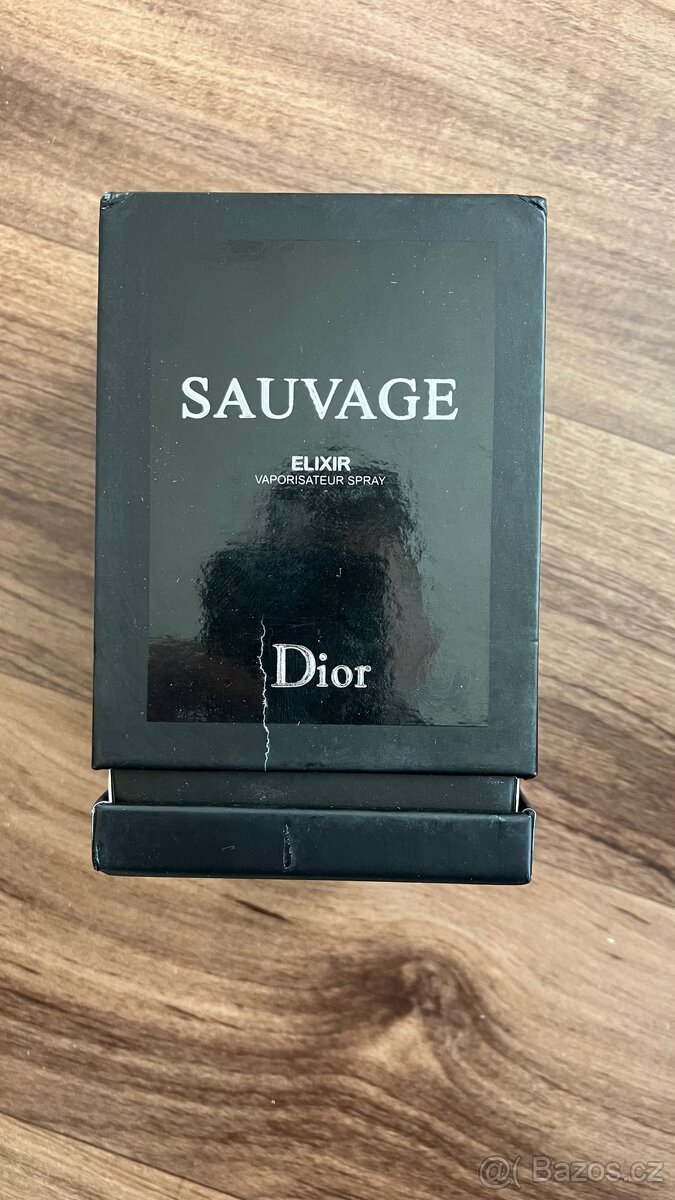 SAUVAGE
ELIXIR
VAPORISATEUR SPRAY
Dior
@( Bazos.cz